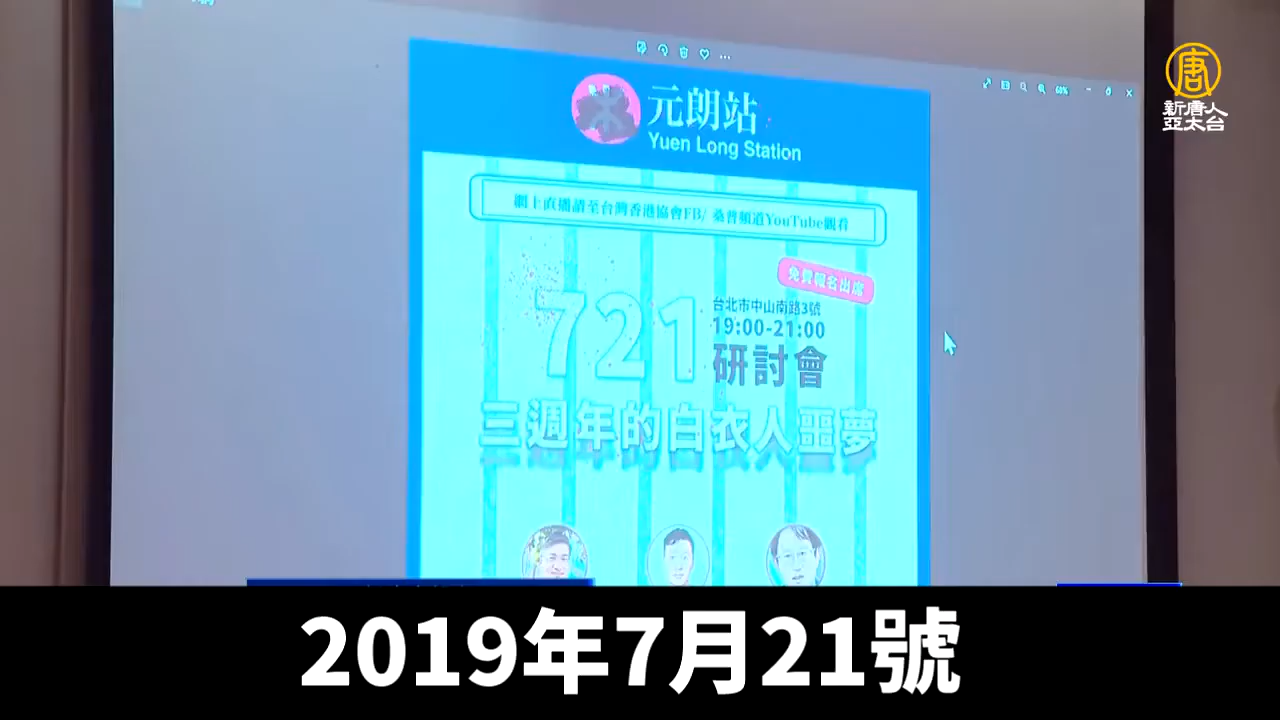 唐
新唐人
亞太台
元朗站
Yuen Long Station
68%
網上直播請至台灣香港協會FB/ 桑普頻道YouTube觀看
免費報名出席
721
台北市中山南路3號
19:00-21:00
研討會
三週年的白衣人噩夢
2019年7月21號